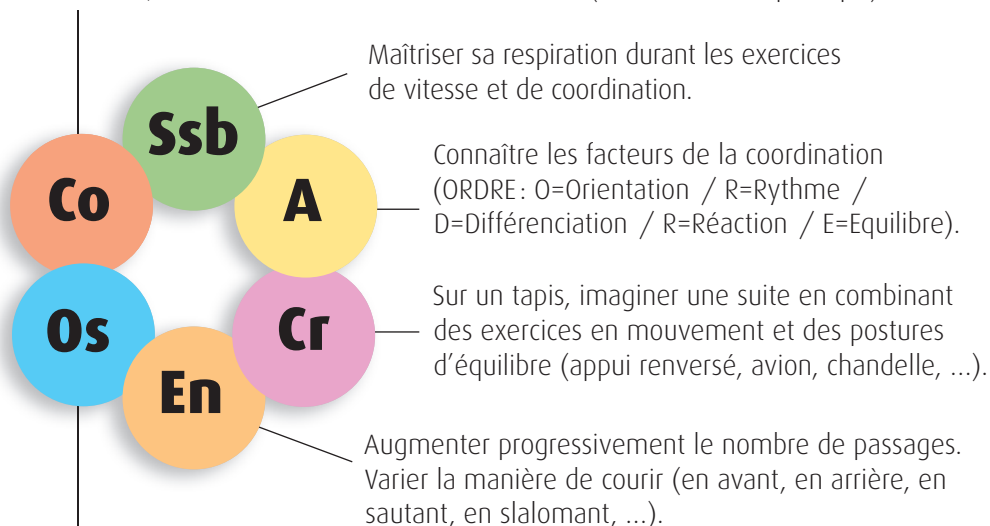 Maîtriser sa respiration durant les exercices
de vitesse et de coordination.
Ssb
Co
A
Connaître les facteurs de la coordination
(ORDRE: O=Orientation / R=Rythme /
D=Différenciation / R=Réaction / E=Equilibre).
Sur un tapis, imaginer une suite en combinant
des exercices en mouvement et des postures
d'équilibre (appui renversé, avion, chandelle, ...).
Os
Cr
En
Augmenter progressivement le nombre de passages.
Varier la manière de courir (en avant, en arrière, en
sautant, en slalomant, ...).